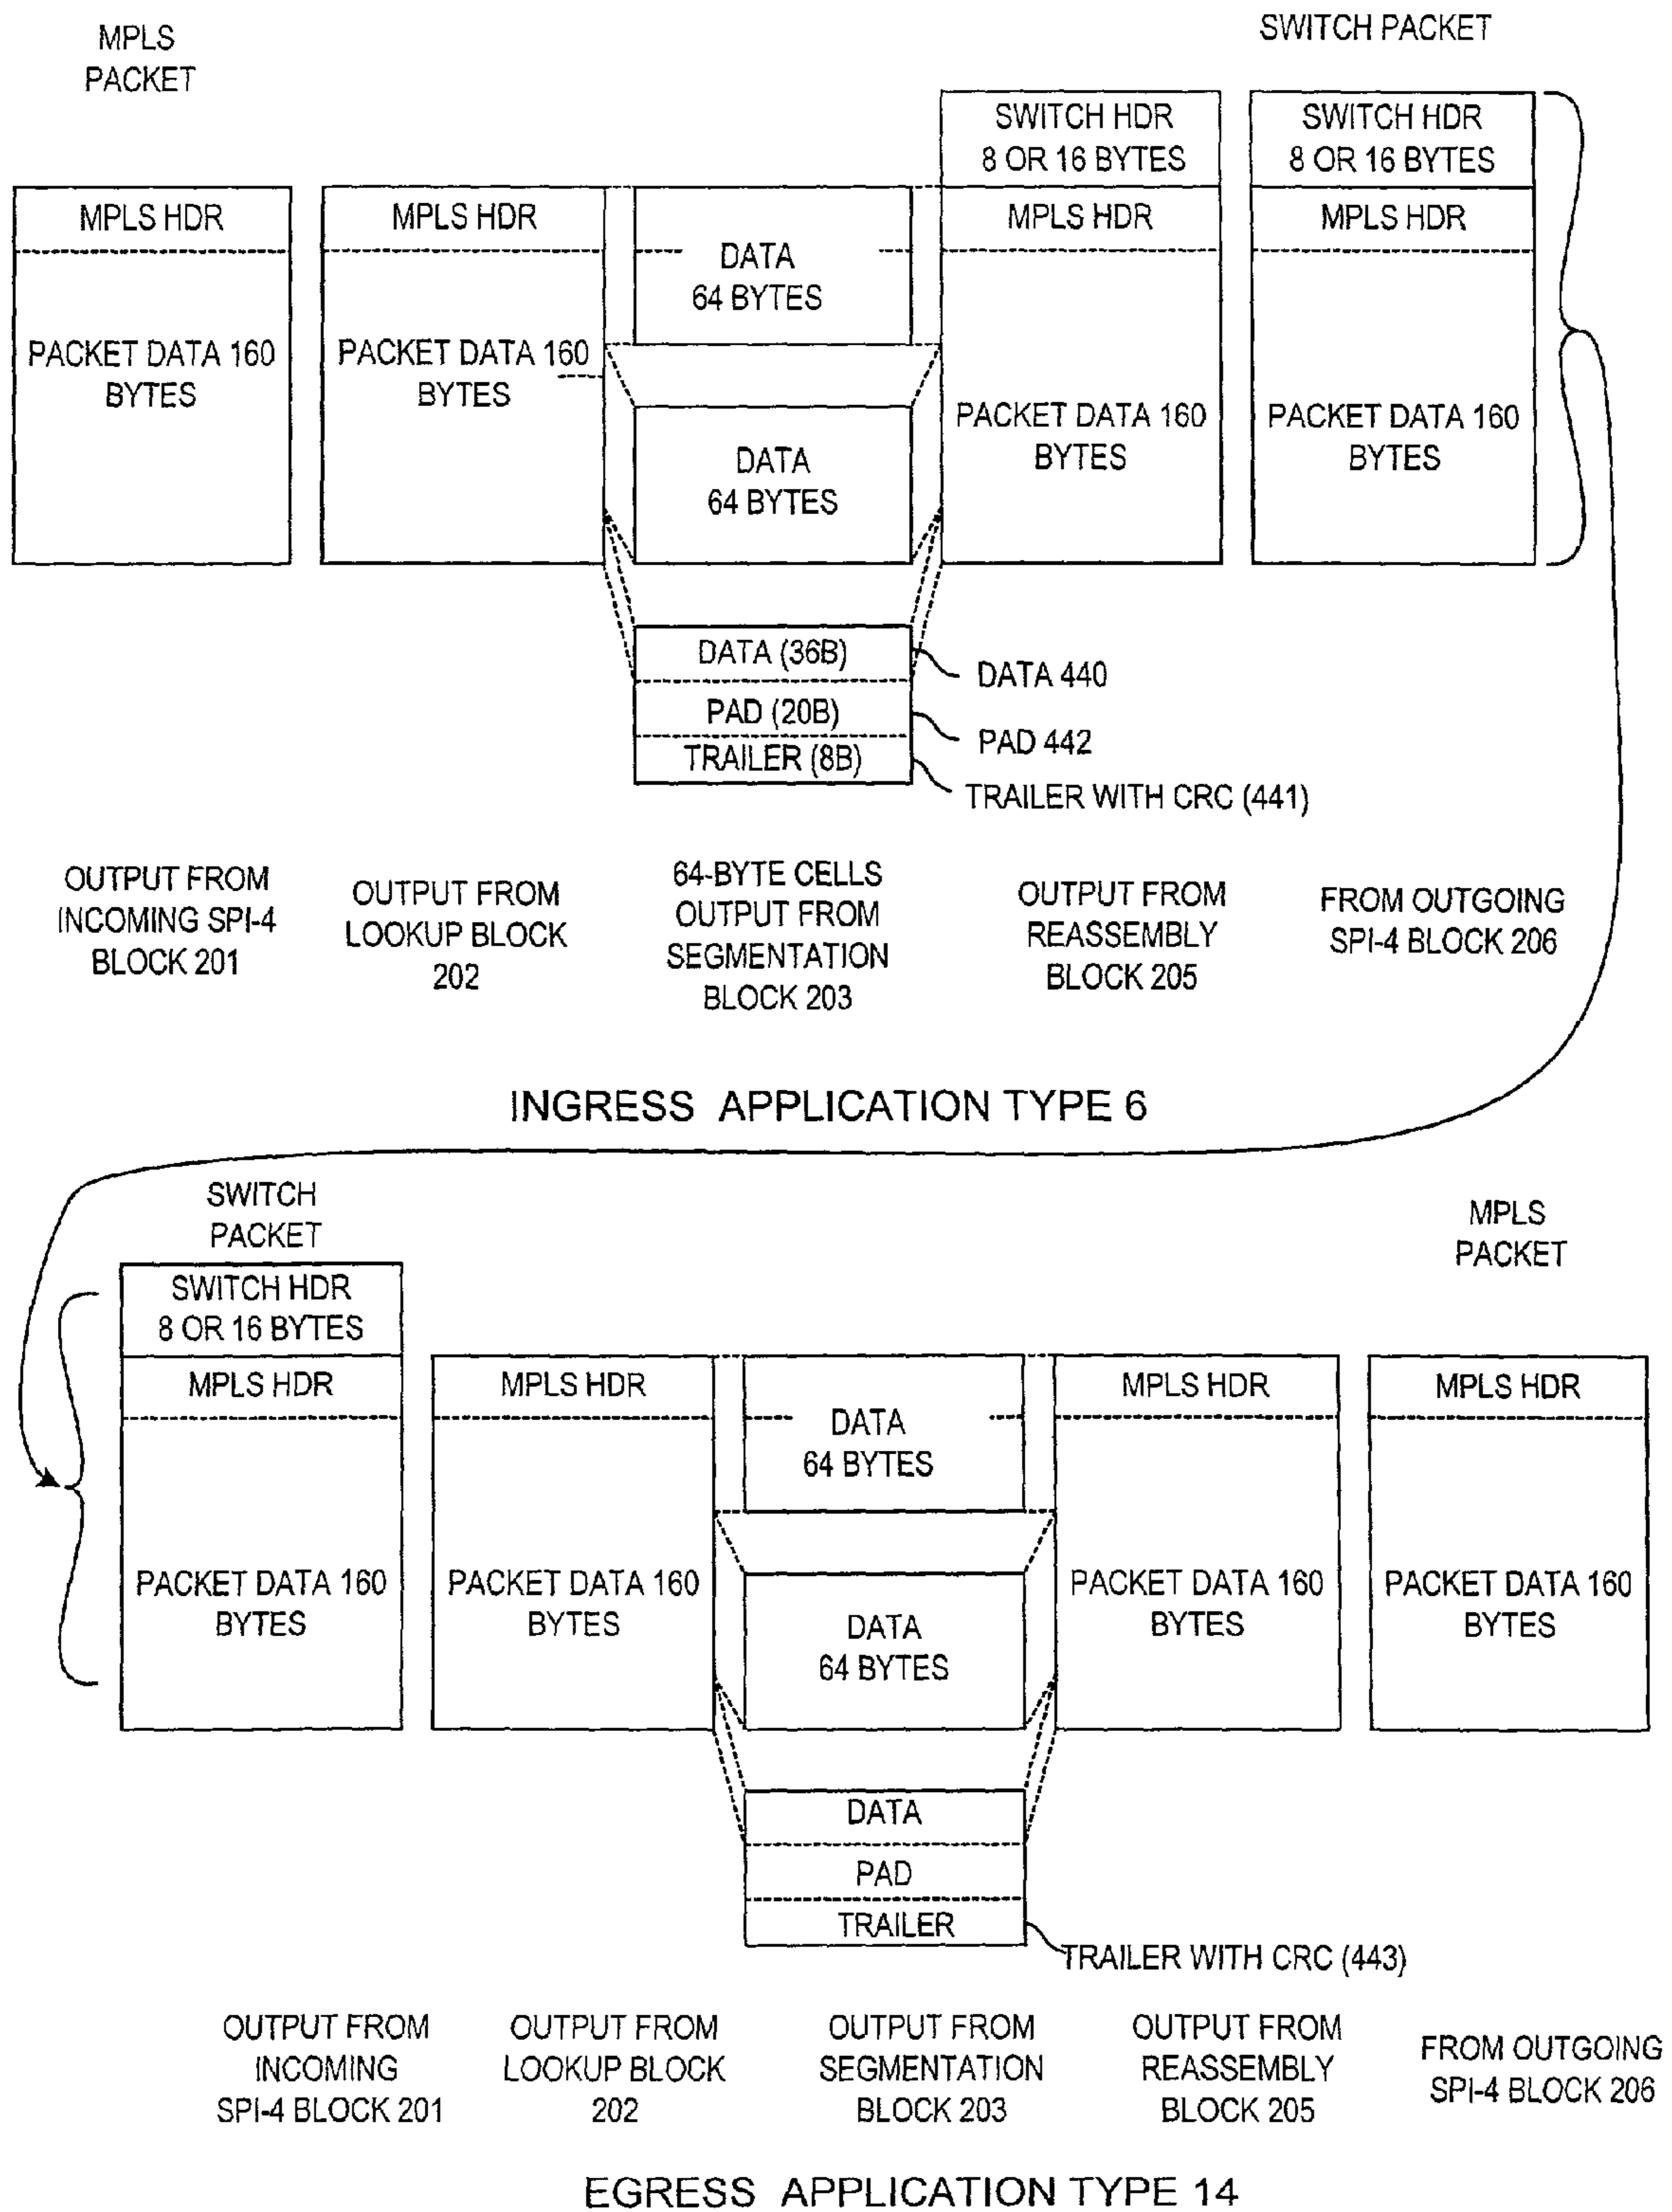 MPLS
PACKET
SWITCH PACKET
SWITCH HDR
8 OR 16 BYTES
SWITCH HDR
8 OR 16 BYTES
MPLS HDR
MPLS HDR
MPLS HDR
MPLS HDR
DATA
64 BYTES
PACKET DATA 160
BYTES
PACKET DATA 160
BYTES
PACKET DATA 160
BYTES
PACKET DATA 160
BYTES
DATA
64 BYTES
DATA (36B)
DATA 440
PAD (20B)
PAD 442
TRAILER (8B)
TRAILER WITH CRC (441)
OUTPUT FROM
INCOMING SPI-4
BLOCK 201
OUTPUT FROM
LOOKUP BLOCK
202
64-BYTE CELLS
OUTPUT FROM
SEGMENTATION
BLOCK 203
OUTPUT FROM
REASSEMBLY
BLOCK 205
FROM OUTGOING
SPI-4 BLOCK 206
INGRESS APPLICATION TYPE 6
SWITCH
PACKET
MPLS
PACKET
SWITCH HDR
8 OR 16 BYTES
MPLS HDR
MPLS HDR
MPLS HDR
MPLS HDR
DATA
64 BYTES
PACKET DATA 160
BYTES
PACKET DATA 160
BYTES
PACKET DATA 160
BYTES
PACKET DATA 160
BYTES
DATA
64 BYTES
DATA
PAD
TRAILER
TRAILER WITH CRC (443)
OUTPUT FROM
INCOMING
SPI-4 BLOCK 201
OUTPUT FROM
LOOKUP BLOCK
202
OUTPUT FROM
SEGMENTATION
BLOCK 203
OUTPUT FROM
REASSEMBLY
BLOCK 205
FROM OUTGOING
SPI-4 BLOCK 206
EGRESS APPLICATION TYPE 14